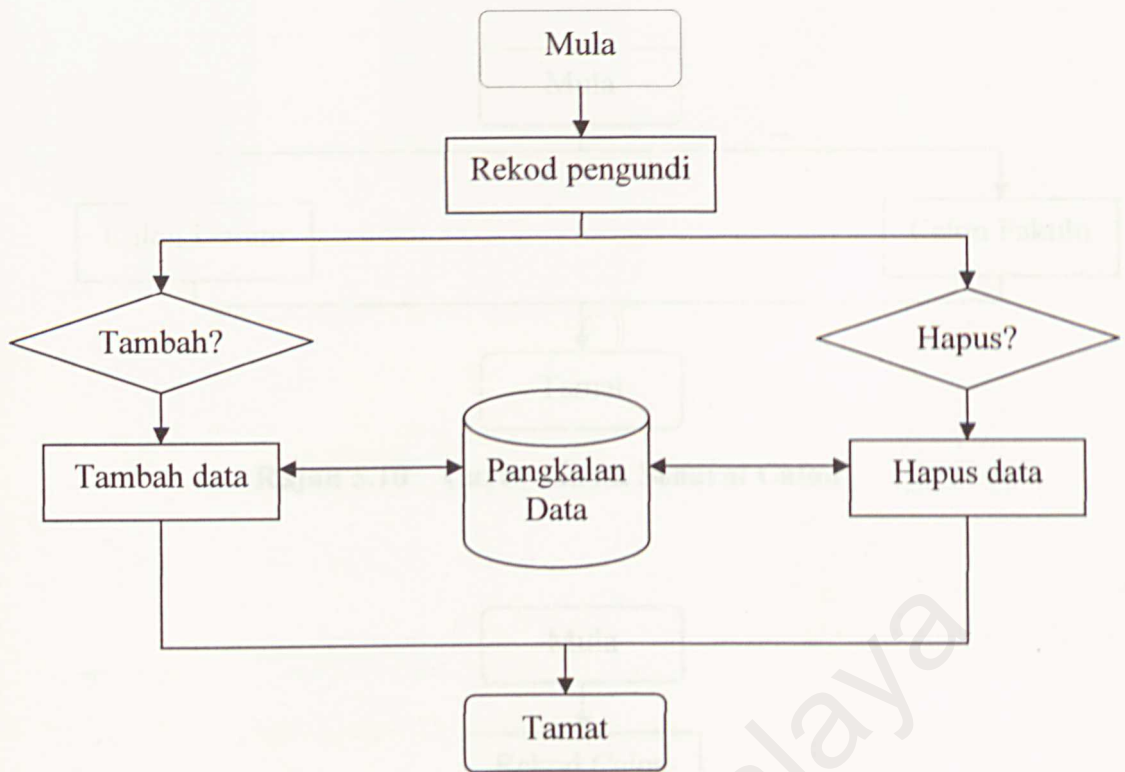 Mula
Rekod pengundi
Tambah?
Hapus?
Tambah data
Pangkalan
Data
Hapus data
Tamat